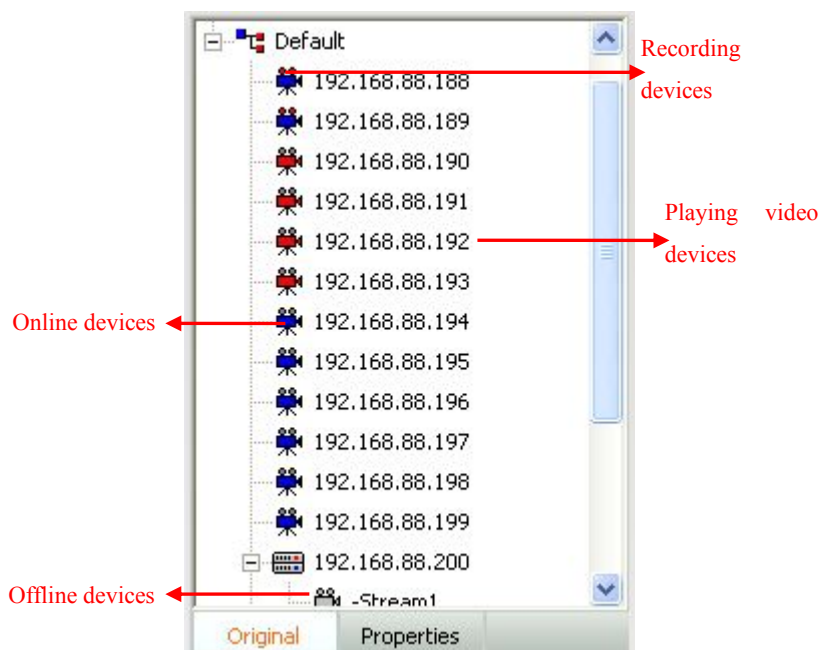 Default
Recording
devices
192.168.88.188
192.168.88.189
192.168.88.190
192.168.88.191
Playing video
devices
192.168.88.192
192.168.88.193
Online devices
192.168.88.194
192.168.88.195
192.168.88.196
192.168.88.197
192.168.88.198
192.168.88.199
192.168.88.200
Offline devices
-Stream1
Original
Properties